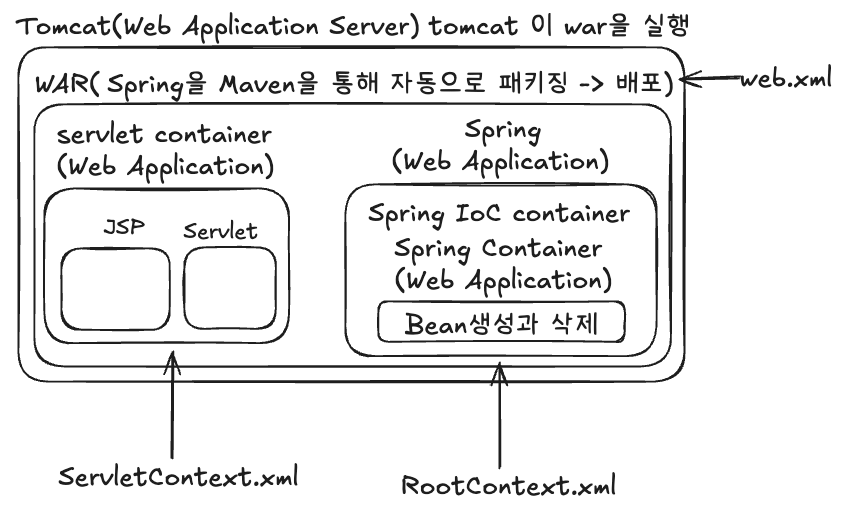 Tomcat(Web Application Server) tomcat 이 war을 실행
WAR( Spring을 Maven을 통해 자동으로 패키징 -> 배포)
web.xml
servlet container
(Web Application)
JSP
Servlet
Spring
(Web Application)
Spring IoC container
Spring Container
(Web Application)
Bean생성과 삭제
ServletContext.xml
RootContext.xml